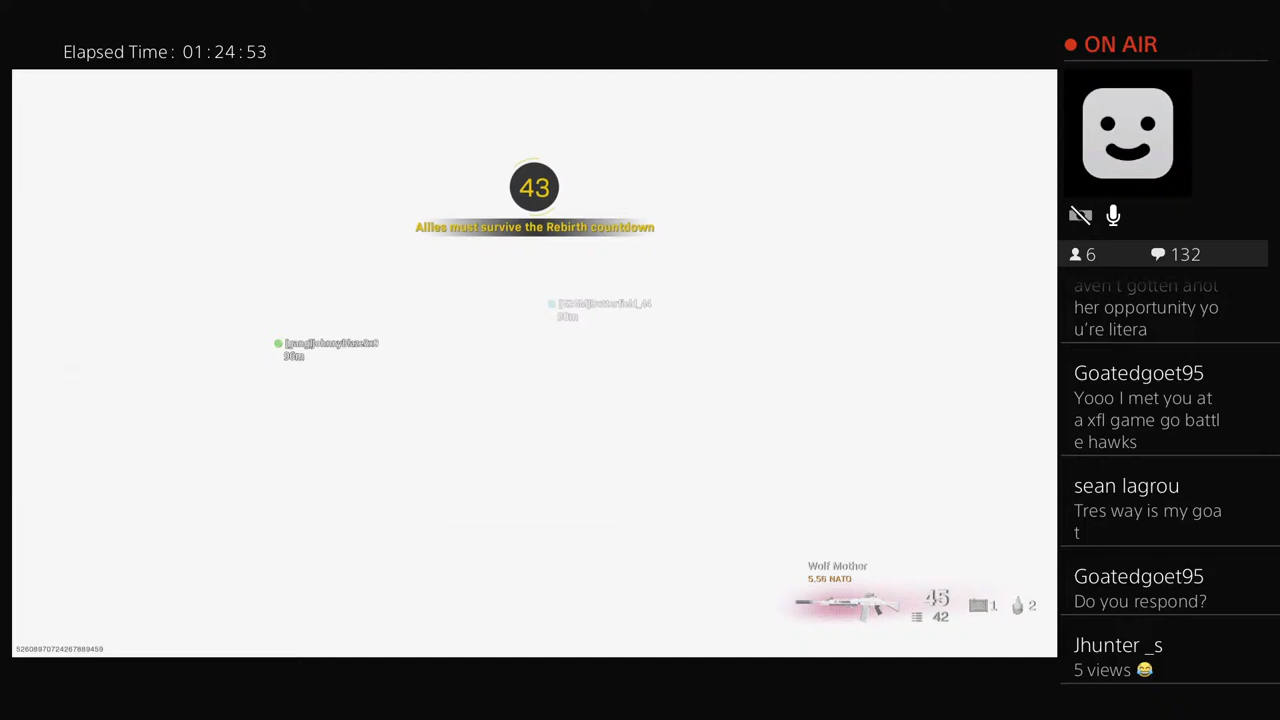 Elapsed Time: 01:24:53
ON AIR
43
Allies must survive the Rebirth countdown
90m
96m
6
132
aven t gotten anot
her opportunity yo
u're litera
Goatedgoet95
Yooo I met you at
a xfl game go battl
e hawks
sean lagrou
Tres way is my goa
t
Goatedgoet95
Do you respond?
Jhunter _s
5 views 😂
Wolf Mother
5.56 NATO
45
42
1
2
52608970724267889459